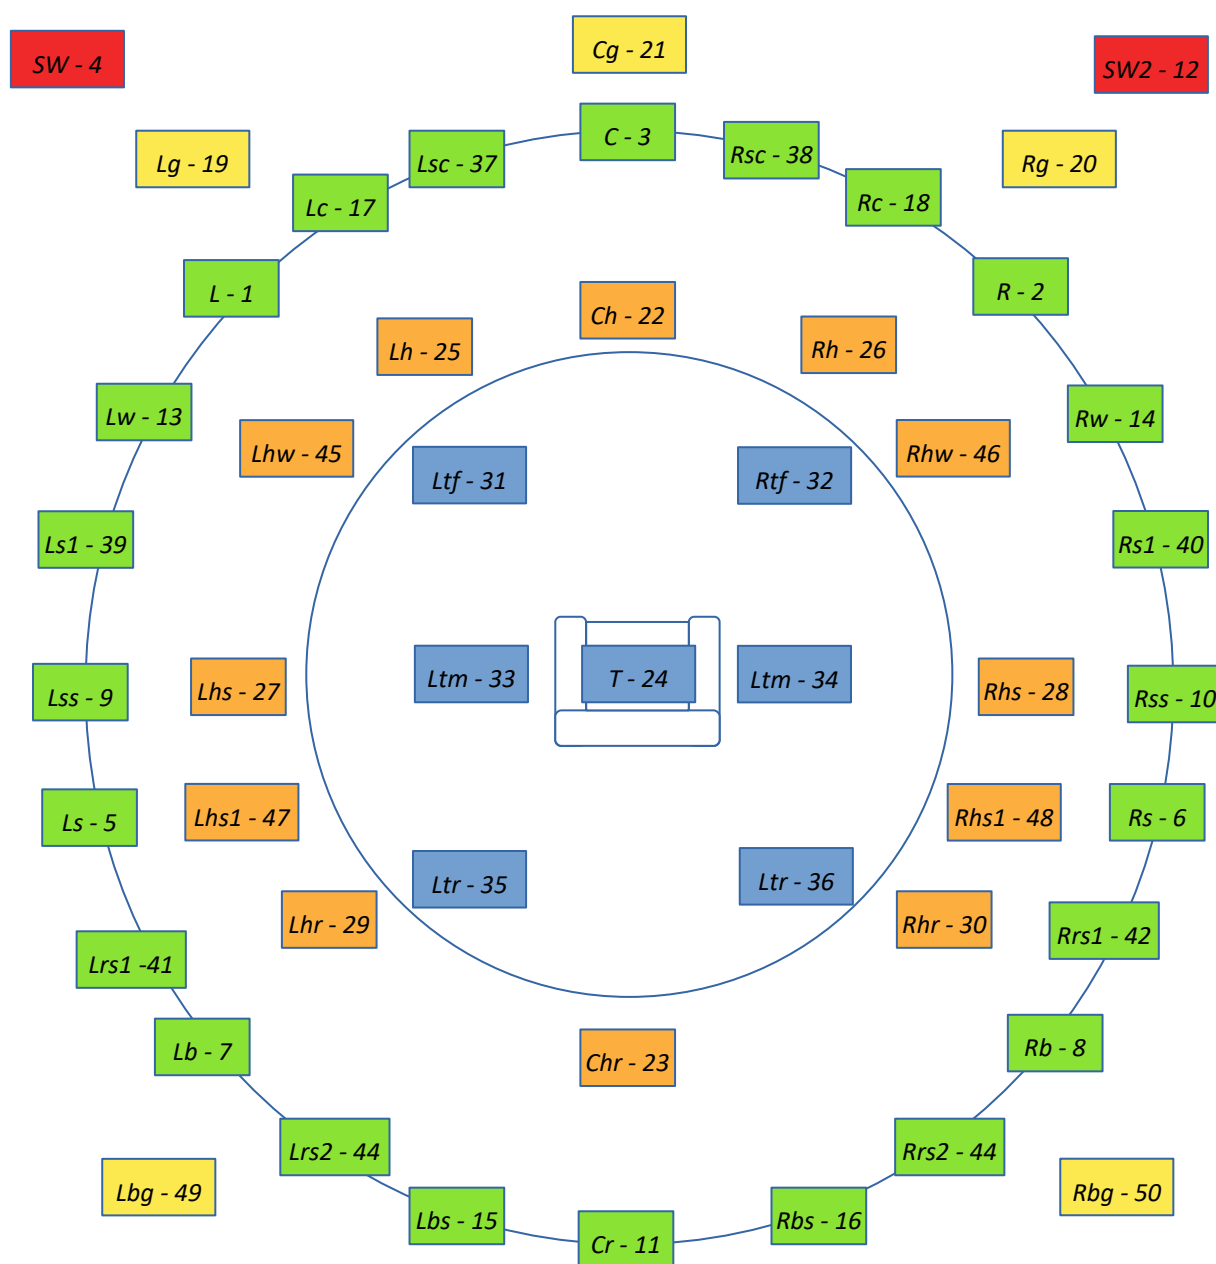 Cg - 21
SW - 4
SW2 - 12
C - 3
Rsc - 38
Lsc - 37
Lg - 19
Rg - 20
Rc - 18
Lc - 17
R - 2
L - 1
Ch - 22
Rh - 26
Lh - 25
Lw - 13
Rw - 14
Lhw - 45
Rhw - 46
Ltf - 31
Rtf - 32
Ls1 - 39
Rs1 - 40
Lss - 9
Lhs - 27
Ltm - 33
T - 24
Ltm - 34
Rhs - 28
Rss - 10
Ls - 5
Lhs1 - 47
Rhs1 - 48
Rs - 6
Ltr - 35
Ltr - 36
Lhr - 29
Rhr - 30
Lrs1 -41
Rrs1 - 42
Lb - 7
Rb - 8
Chr - 23
Lrs2 - 44
Rrs2 - 44
Lbg - 49
Rbg - 50
Lbs - 15
Rbs - 16
Cr - 11